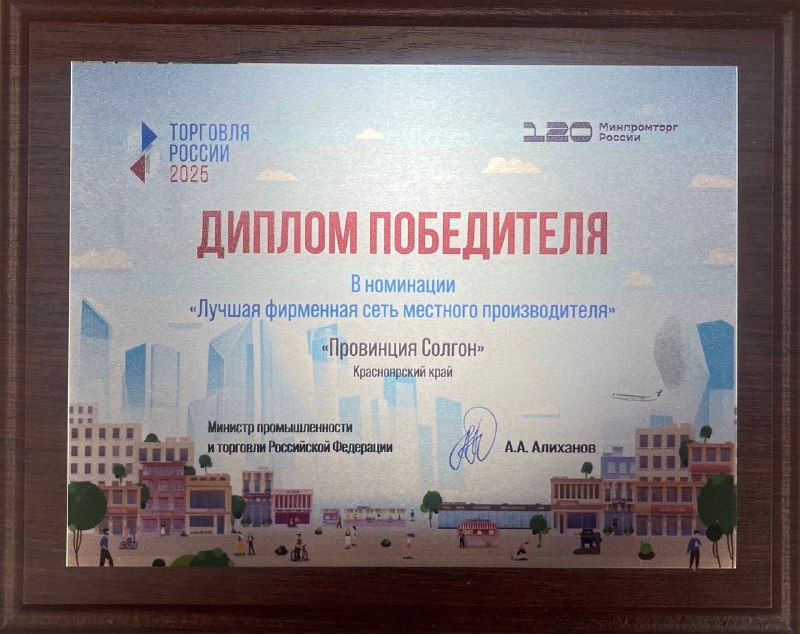 ТОРГОВЛЯ
РОССИИ
2025
120 Минпромторг
России
ДИПЛОМ ПОБЕДИТЕЛЯ
В номинации
«Лучшая фирменная сеть местного производителя»
«Провинция Солгон»
Красноярский край
Министр промышленности
и торговли Российской Федерации
А.А. Алиханов